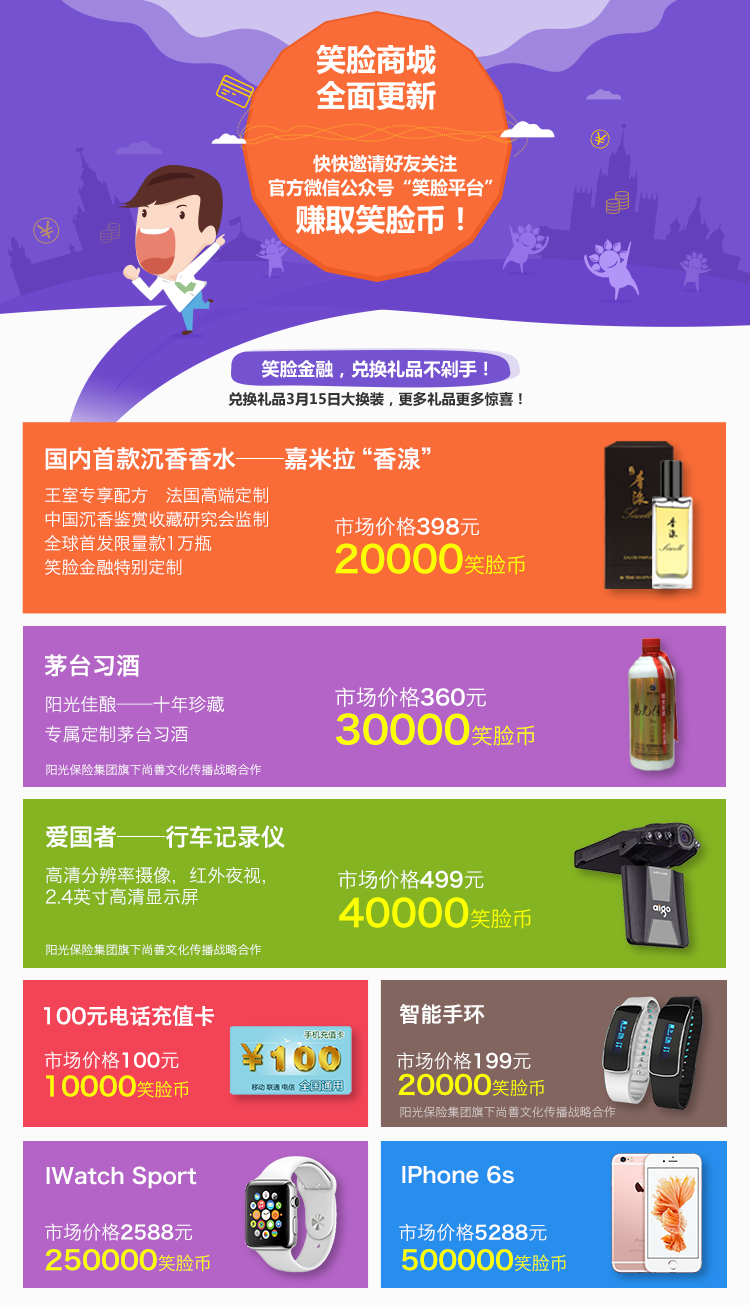 笑脸商城
全面更新
快快邀请好友关注
官方微信公众号“笑脸平台”
赚取笑脸币！
笑脸金融，兑换礼品不剁手！
兑换礼品3月15日大换装，更多礼品更多惊喜！
国内首款沉香香水——嘉米拉“香湶”
王室专享配方　法国高端定制
中国沉香鉴赏收藏研究会监制
全球首发限量款1万瓶
笑脸金融特别定制
市场价格398元
20000笑脸币
香湶
香湶
茅台习酒
阳光佳酿——十年珍藏
专属定制茅台习酒
阳光保险集团旗下尚善文化传播战略合作
市场价格360元
30000笑脸币
爱国者——行车记录仪
高清分辨率摄像，红外夜视，
2.4英寸高清显示屏
阳光保险集团旗下尚善文化传播战略合作
市场价格499元
40000笑脸币
aigo
100元电话充值卡
市场价格100元
10000笑脸币
手机充值卡
¥100
移动 联通 电信 全国通用
智能手环
市场价格199元
20000笑脸币
阳光保险集团旗下尚善文化传播战略合作
IWatch Sport
市场价格2588元
250000笑脸币
IPhone 6s
市场价格5288元
500000笑脸币